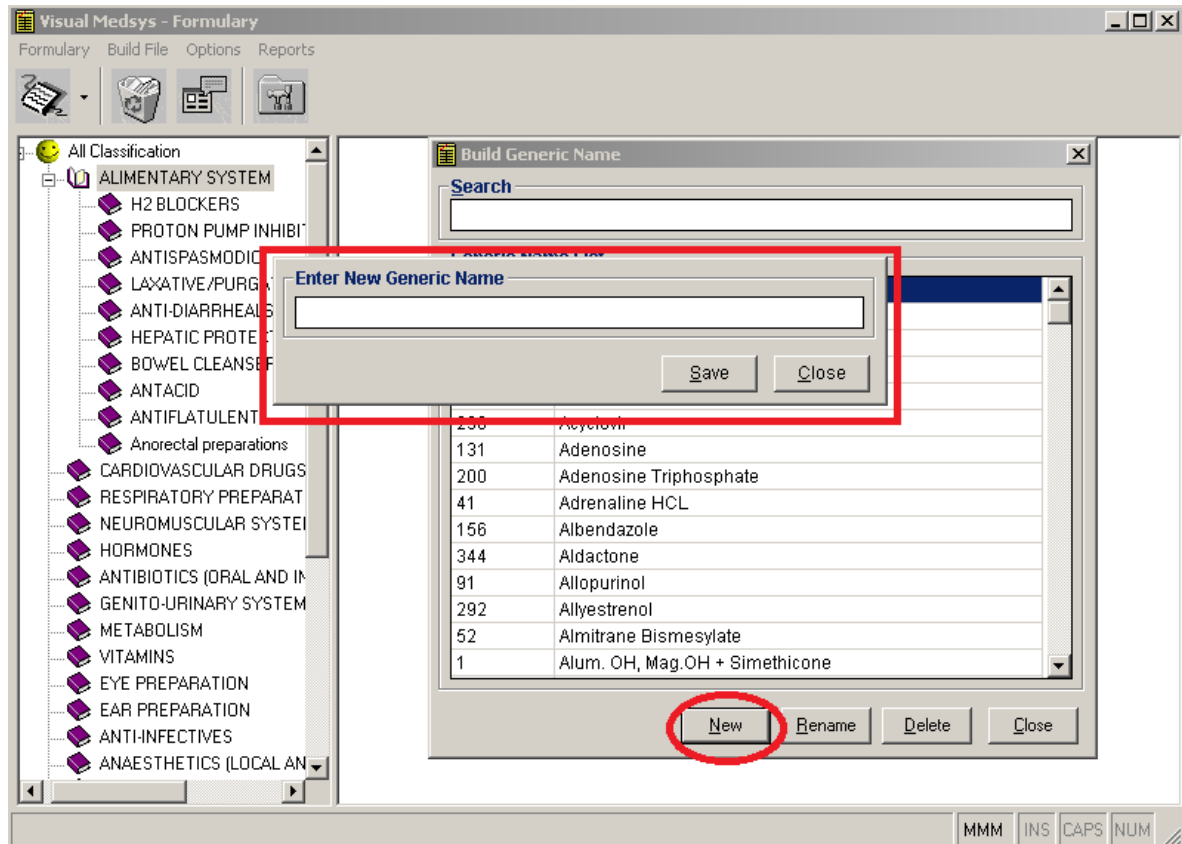 Visual Medsys - Formulary
Formulary Build File Options Reports
All Classification
ALIMENTARY SYSTEM
H2 BLOCKERS
PROTON PUMP INHIBI
ANTISPASMODIC
LAXATIVE/PURGA
ANTI-DIARRHEALS
HEPATIC PROTE
BOWEL CLEANSE
ANTACID
ANTIFLATULENT
Anorectal preparations
CARDIOVASCULAR DRUGS
RESPIRATORY PREPARAT
NEUROMUSCULAR SYSTE
HORMONES
ANTIBIOTICS (ORAL AND IN
GENITO-URINARY SYSTEM
METABOLISM
VITAMINS
EYE PREPARATION
EAR PREPARATION
ANTI-INFECTIVES
ANAESTHETICS (LOCAL AN
Build Generic Name
Search
Generic Name List
Enter New Generic Name
Save Close
Acyclovir
131 Adenosine
200 Adenosine Triphosphate
41 Adrenaline HCL
156 Albendazole
344 Aldactone
91 Allopurinol
292 Allyestrenol
52 Almitrane Bismesylate
1 Alum. OH, Mag.OH + Simethicone
New Rename Delete Close
MMM INS CAPS NUM